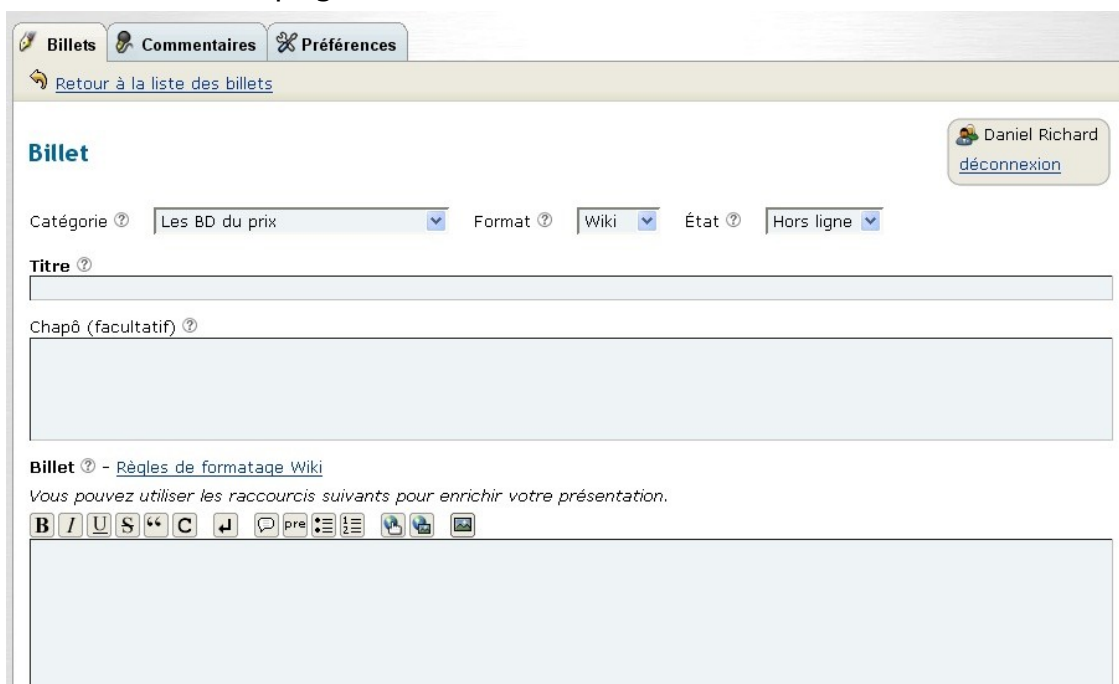 Billets Commentaires Préférences
Retour à la liste des billets
Daniel Richard
Billet
déconnexion
Catégorie ? Les BD du prix Format ? Wiki État ? Hors ligne
Titre ?
Chapô (facultatif) ?
Billet ? - Règles de formatage Wiki
Vous pouvez utiliser les raccourcis suivants pour enrichir votre présentation.
B I U S “ C pre